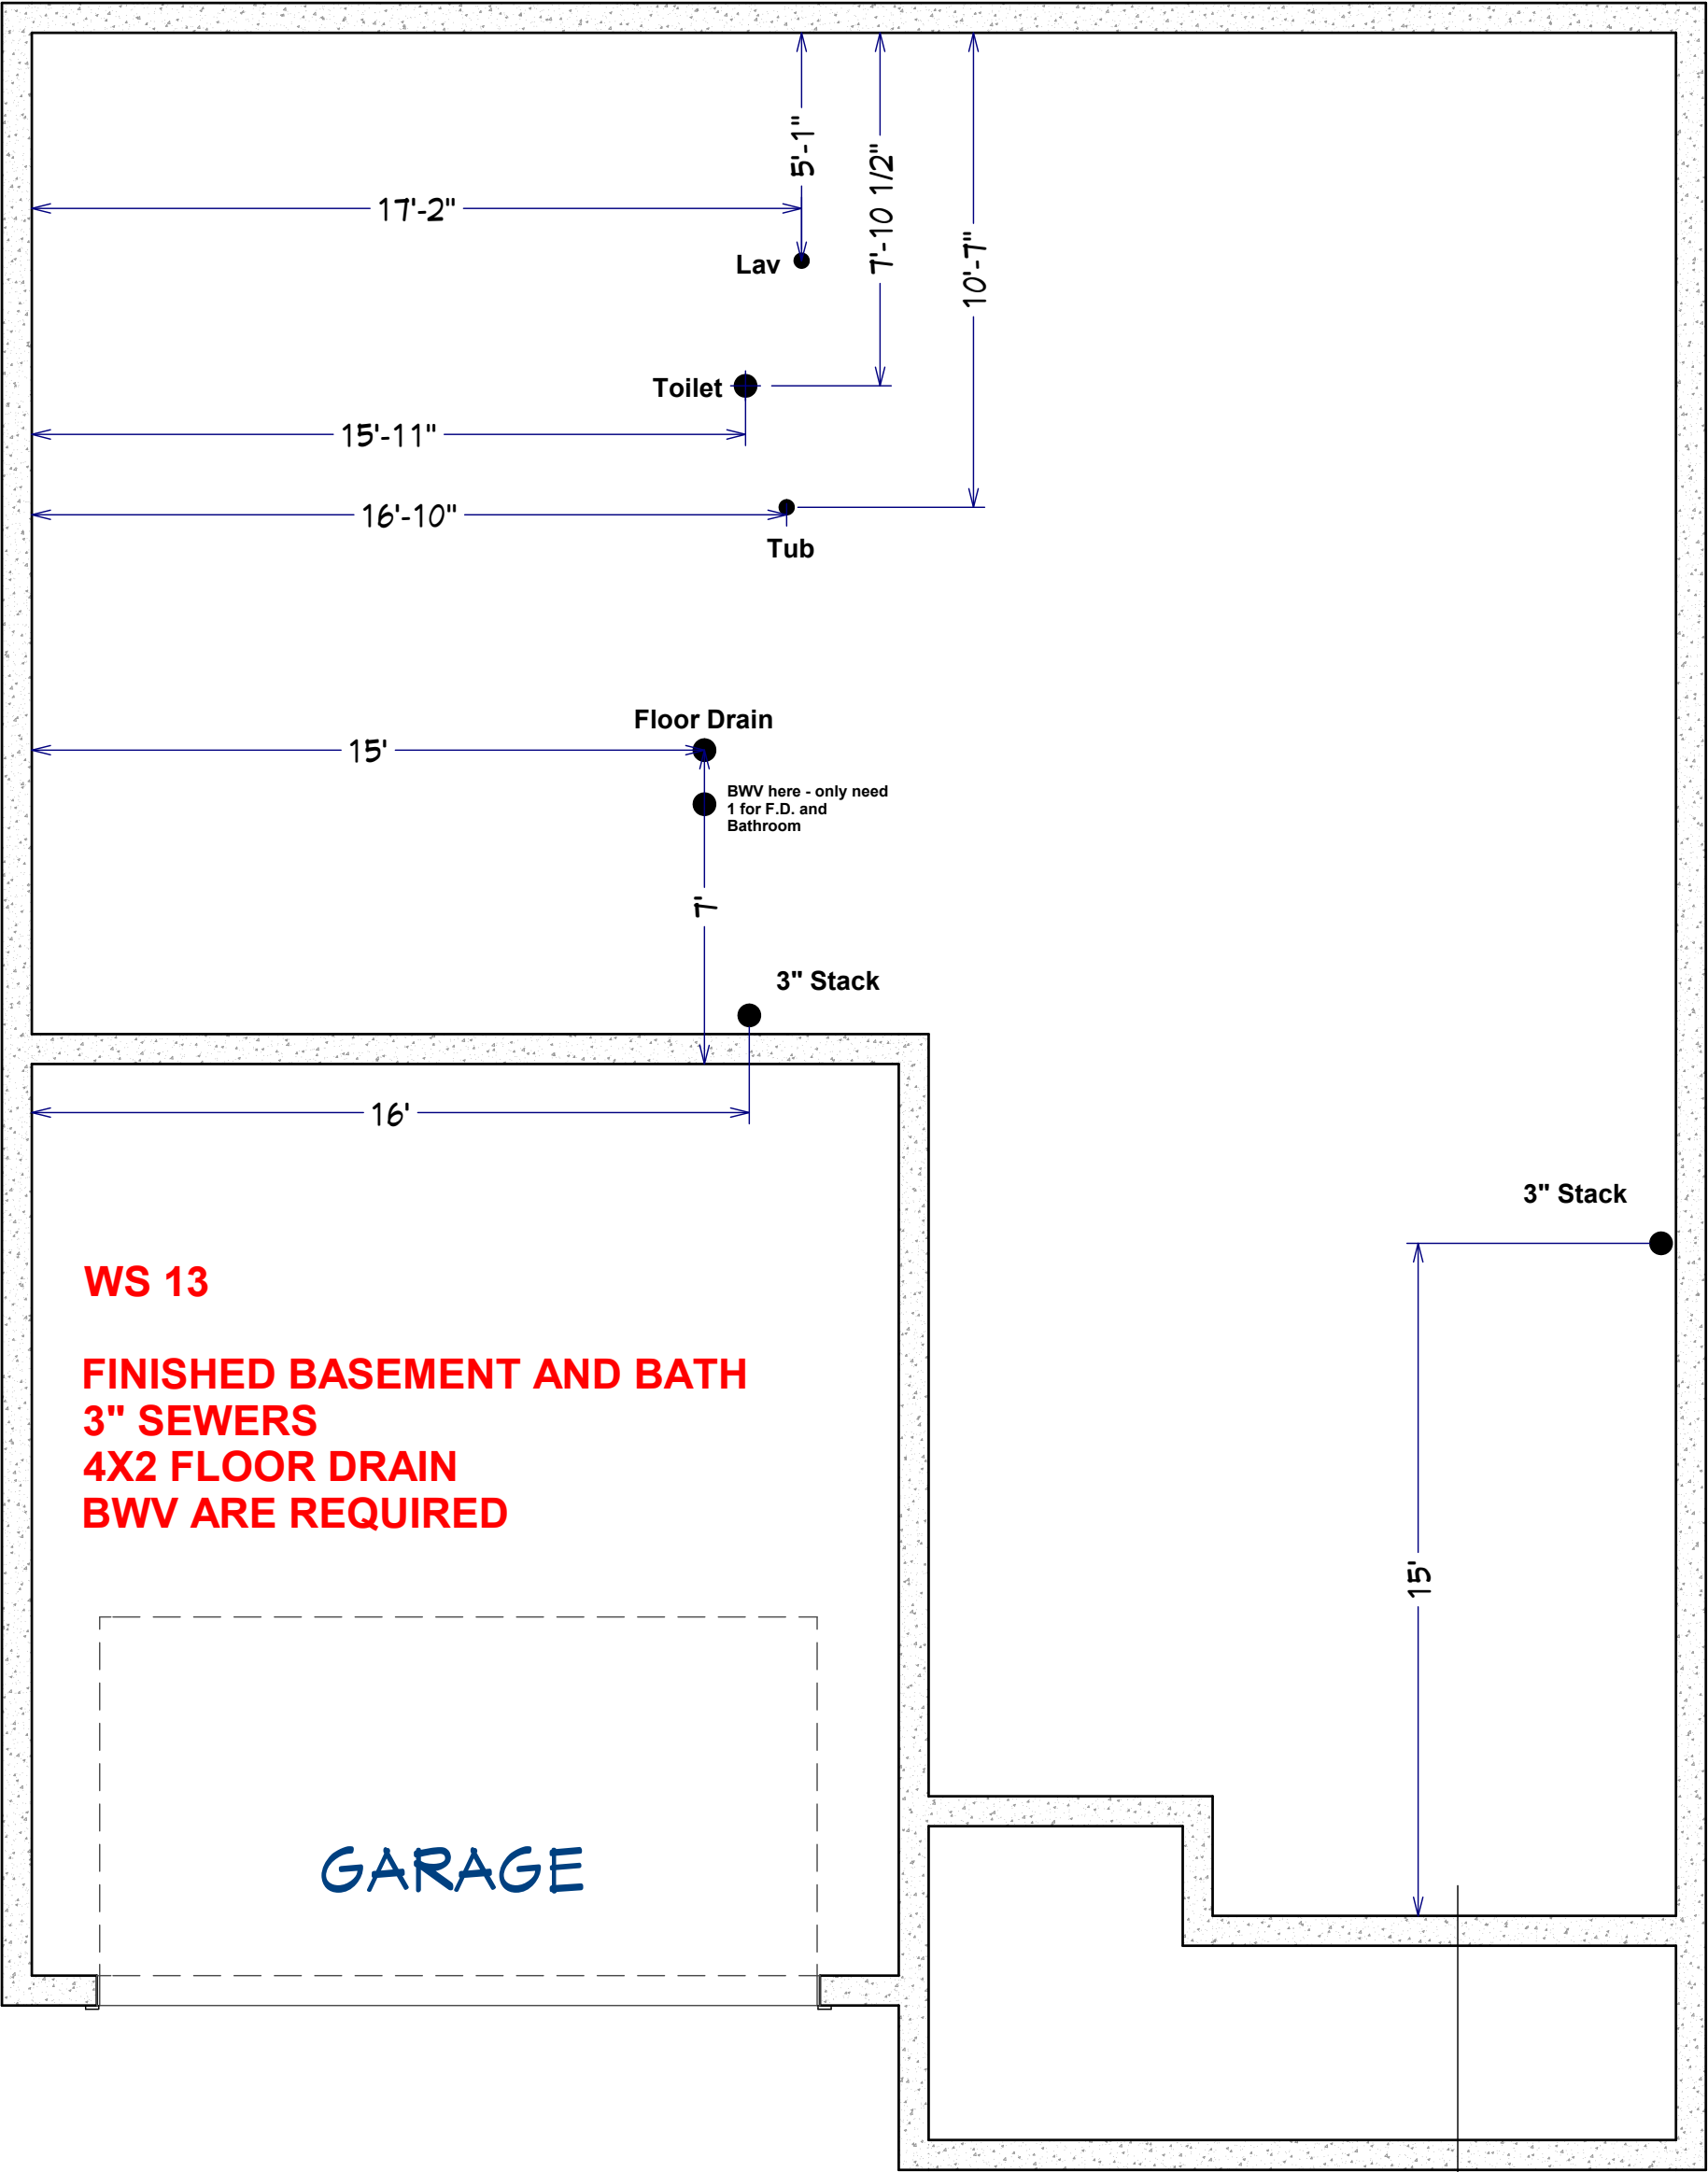 5'-1"
7'-10 1/2"
17'-2"
10'-7"
Lav
Toilet
15'-11"
16'-10"
Tub
Floor Drain
15'
BWV here - only need
1 for F.D. and
Bathroom
7'
3" Stack
16'
3" Stack
WS 13
FINISHED BASEMENT AND BATH
3" SEWERS
4X2 FLOOR DRAIN
BWV ARE REQUIRED
15'
GARAGE